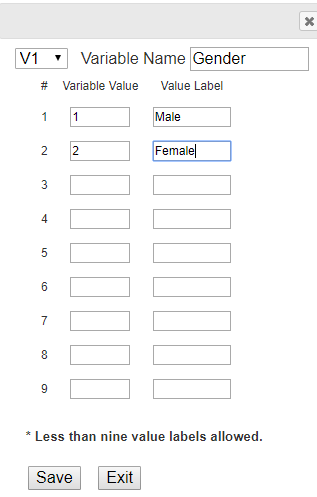 V1 Variable Name Gender
# Variable Value Value Label
1 1 Male
2 2 Female
3
4
5
6
7
8
9
* Less than nine value labels allowed.
Save Exit